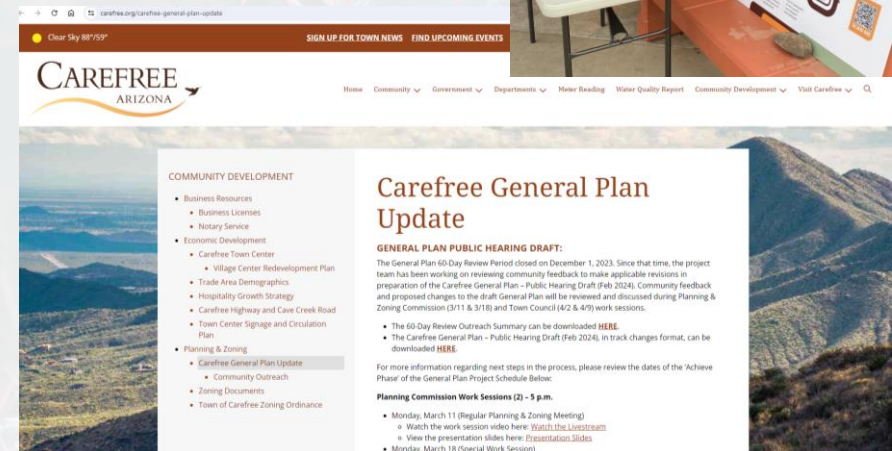 carefree.org/carefree-general-plan-update
Clear Sky 88°/59°
SIGN UP FOR TOWN NEWS FIND UPCOMING EVENTS
CAREFREE
ARIZONA
Home Community Government Departments Meter Reading Water Quality Report Community Development Visit Carefree
COMMUNITY DEVELOPMENT
Business Resources
Business Licenses
Notary Service
Economic Development
Carefree Town Center
Village Center Redevelopment Plan
Trade Area Demographics
Hospitality Growth Strategy
Carefree Highway and Cave Creek Road
Town Center Signage and Circulation
Plan
Planning & Zoning
Carefree General Plan Update
Community Outreach
Zoning Documents
Town of Carefree Zoning Ordinance
Carefree General Plan
Update
GENERAL PLAN PUBLIC HEARING DRAFT:
The General Plan 60-Day Review Period closed on December 1, 2023. Since that time, the project
team has been working on reviewing community feedback to make applicable revisions in
preparation of the Carefree General Plan – Public Hearing Draft (Feb 2024). Community feedback
and proposed changes to the draft General Plan will be reviewed and discussed during Planning &
Zoning Commission (3/11 & 3/18) and Town Council (4/2 & 4/9) work sessions.
The 60-Day Review Outreach Summary can be downloaded HERE.
The Carefree General Plan – Public Hearing Draft (Feb 2024), in track changes format, can be
downloaded HERE.
For more information regarding next steps in the process, please review the dates of the 'Achieve
Phase' of the General Plan Project Schedule Below:
Planning Commission Work Sessions (2) – 5 p.m.
Monday, March 11 (Regular Planning & Zoning Meeting)
Watch the work session video here: Watch the Livestream
View the presentation slides here: Presentation Slides
Monday, March 18 (Special Work Session)